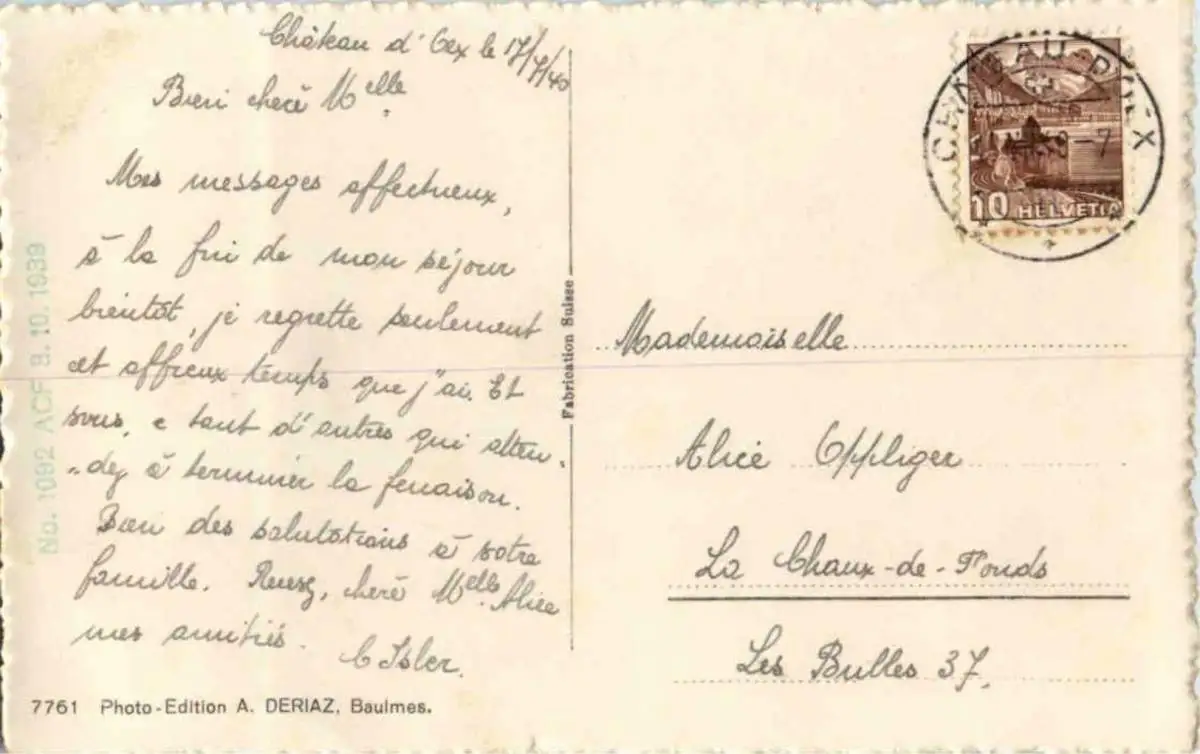 Château d'Oex le 17/7/40
Bien chère Melle,
Mes messages affectueux,
à la fin de mon séjour
bientôt, je regrette seulement
cet affreux temps que j'ai. Et
vous, e tant d'autres qui atten-
-dez à terminer la fenaison.
Bien des salutations à votre
famille. Recevez, chère Melle Alice
mes amitiés.
C Isler.
7761 Photo-Edition A. DERIAZ, Baulmes.
No. 1092 ACF 3. 10. 1939
Fabrication Suisse
CHATEAU-D'OEX
10 HELVETIA
Mademoiselle
Alice Oppliger
La Chaux-de-Fonds
Les Bulles 37.